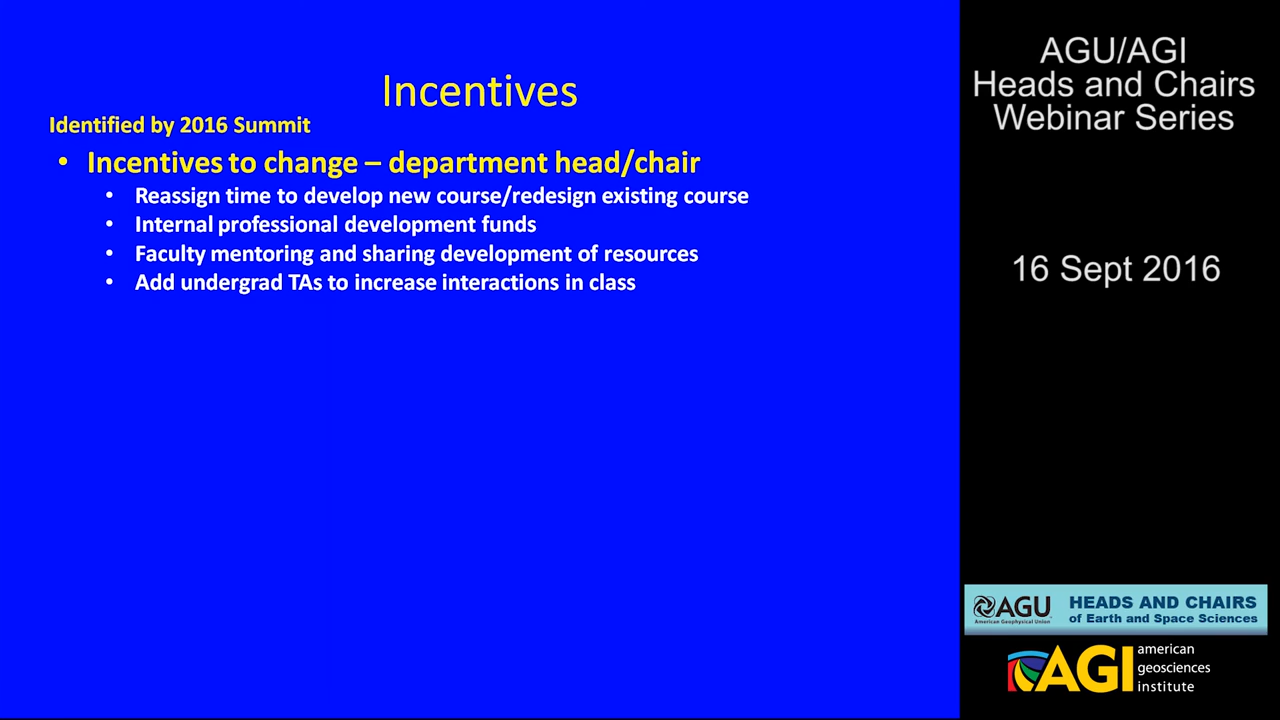 Incentives
Identified by 2016 Summit
• Incentives to change – department head/chair
• Reassign time to develop new course/redesign existing course
• Internal professional development funds
• Faculty mentoring and sharing development of resources
• Add undergrad TAs to increase interactions in class
AGU/AGI
Heads and Chairs
Webinar Series
16 Sept 2016
AGU
American Geophysical Union
HEADS AND CHAIRS
of Earth and Space Sciences
AGI
american
geosciences
institute